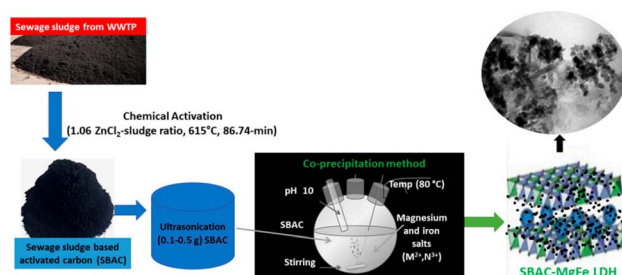 Sewage sludge from WWTP
Chemical Activation
(1.06 ZnCl₂-sludge ratio, 615°C, 86.74-min)
Sewage sludge based
activated carbon (SBAC)
Ultrasonication
(0.1-0.5 g) SBAC
Co-precipitation method
pH 10
Temp (80 °C)
SBAC
Magnesium
and iron
salts
(M²⁺,N³⁺)
Stirring
SBAC-MgFe LDH